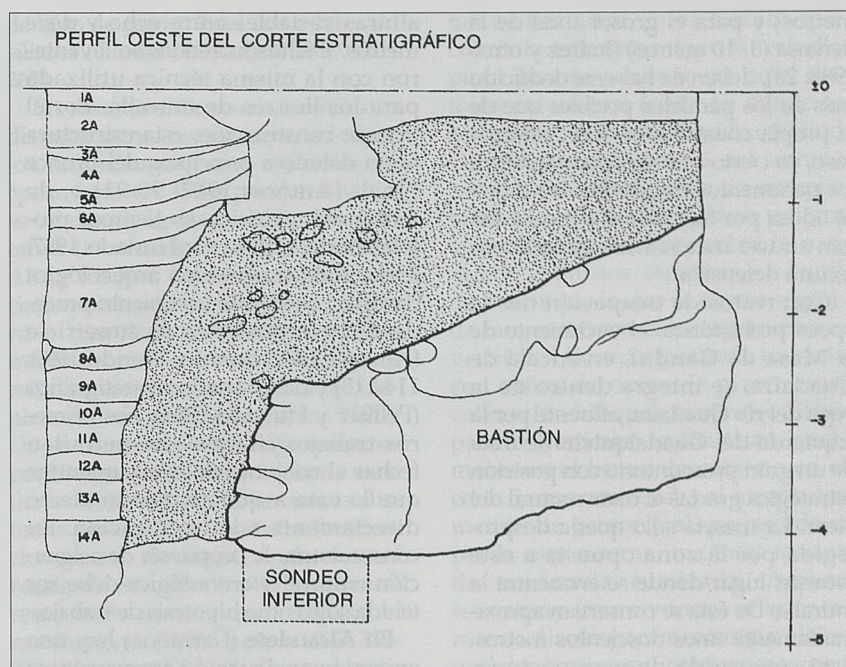 PERFIL OESTE DEL CORTE ESTRATIGRÁFICO
1A
2A
3A
4A
5A
6A
7A
8A
9A
10A
11A
12A
13A
14A
±0
-1
-2
-3
-4
-5
BASTIÓN
SONDEO
INFERIOR